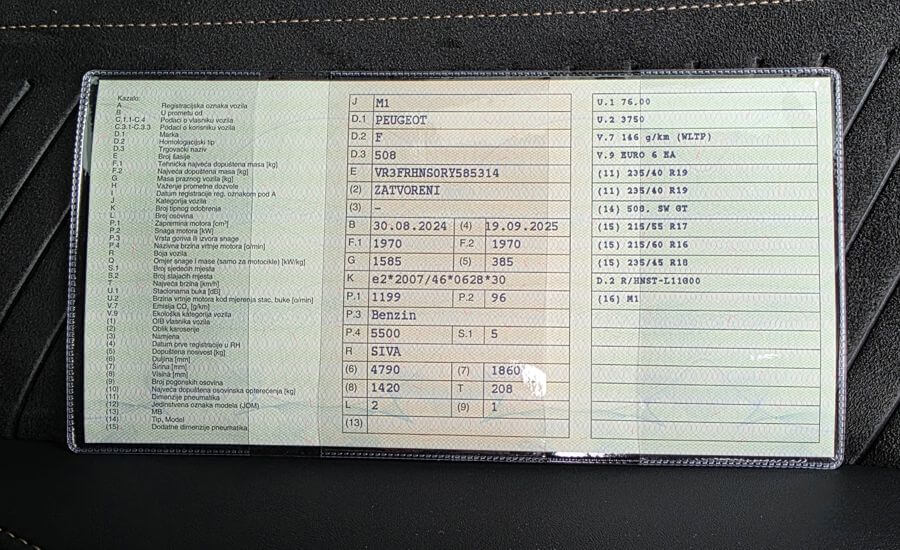 Kazalo:
A Registracijska oznaka vozila
B U prometu od
C.1.1-C.4 Podaci o vlasniku vozila
C.3.1-C.3.3 Podaci o korisniku vozila
D.1 Marka
D.2 Homologacijski tip
D.3 Trgovački naziv
E Broj šasije
F.1 Tehnička najveća dopuštena masa [kg]
F.2 Najveća dopuštena masa [kg]
G Masa praznog vozila [kg]
H Važenje prometne dozvole
I Datum registracije reg. oznakom pod A
J Kategorija vozila
K Broj tipnog odobrenja
L Broj osovina
P.1 Zapremina motora [cm³]
P.2 Snaga motora [kW]
P.3 Vrsta goriva ili izvora snage
P.4 Nazivna brzina vrtnje motora [o/min]
R Boja vozila
Q Omjer snage i mase (samo za motocikle) [kW/kg]
S.1 Broj sjedećih mjesta
S.2 Broj stajaćih mjesta
T Najveća brzina [km/h]
U.1 Stacionarna buka [dB]
U.2 Brzina vrtnje motora kod mjerenja stac. buke [o/min]
V.7 Emisija CO₂ [g/km]
V.9 Ekološka kategorija vozila
(1) OIB vlasnika vozila
(2) Oblik karoserije
(3) Namjena
(4) Datum prve registracije u RH
(5) Dopuštena nosivost [kg]
(6) Duljina [mm]
(7) Širina [mm]
(8) Visina [mm]
(9) Broj pogonskih osovina
(10) Najveća dopuštena osovinska opterećenja [kg]
(11) Dimenzije pneumatika
(12) Jedinstvena oznaka modela (JOM)
(13) MB
(14) Tip, Model
(15) Dodatne dimenzije pneumatika
J M1
D.1 PEUGEOT
D.2 F
D.3 508
E VR3FRHNS0RY585314
(2) ZATVORENI
(3) -
B 30.08.2024 (4) 19.09.2025
F.1 1970 F.2 1970
G 1585 (5) 385
K e2*2007/46*0628*30
P.1 1199 P.2 96
P.3 Benzin
P.4 5500 S.1 5
R SIVA
(6) 4790 (7) 1860
(8) 1420 T 208
L 2 (9) 1
(13)
U.1 76,00
U.2 3750
V.7 146 g/km (WLTP)
V.9 EURO 6 EA
(11) 235/40 R19
(11) 235/40 R19
(14) 508, SW GT
(15) 215/55 R17
(15) 215/60 R16
(15) 235/45 R18
D.2 R/HNST-L11000
(16) M1